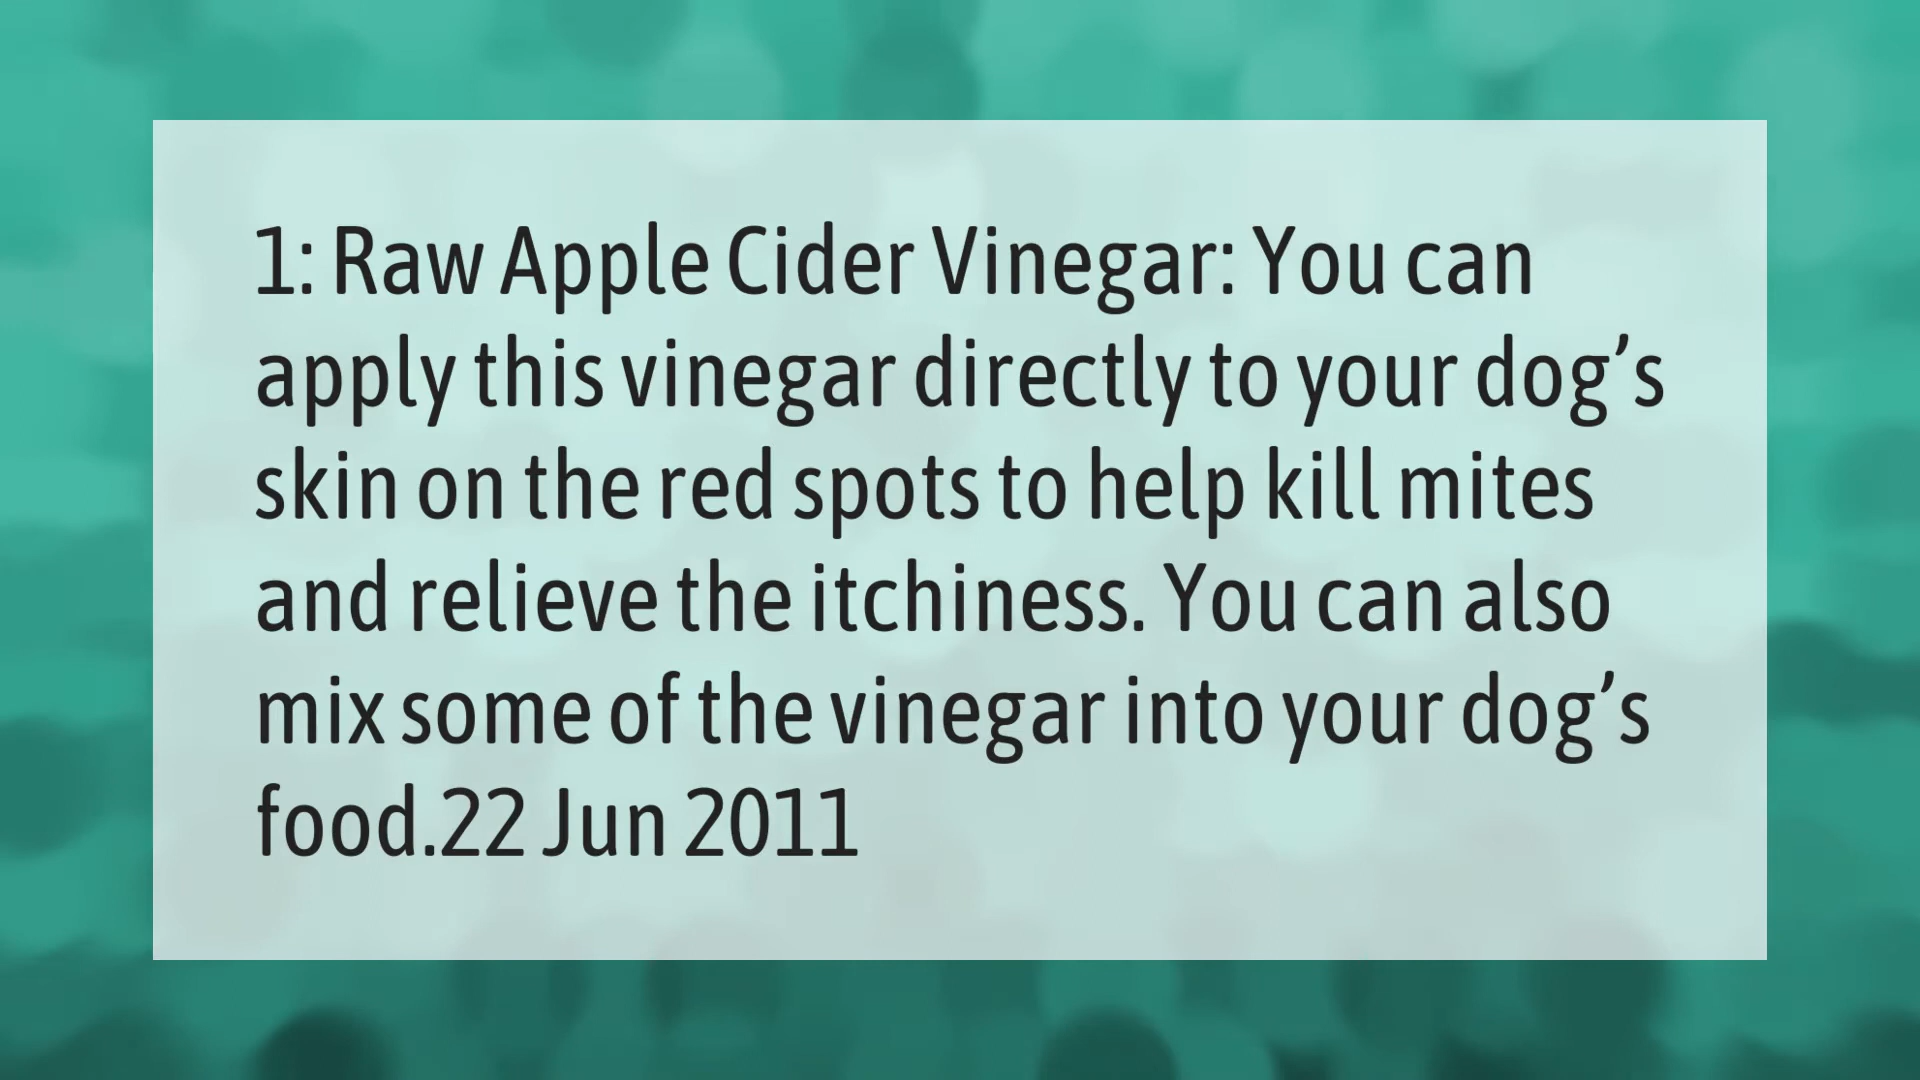 1: Raw Apple Cider Vinegar: You can
apply this vinegar directly to your dog’s
skin on the red spots to help kill mites
and relieve the itchiness. You can also
mix some of the vinegar into your dog’s
food.22 Jun 2011